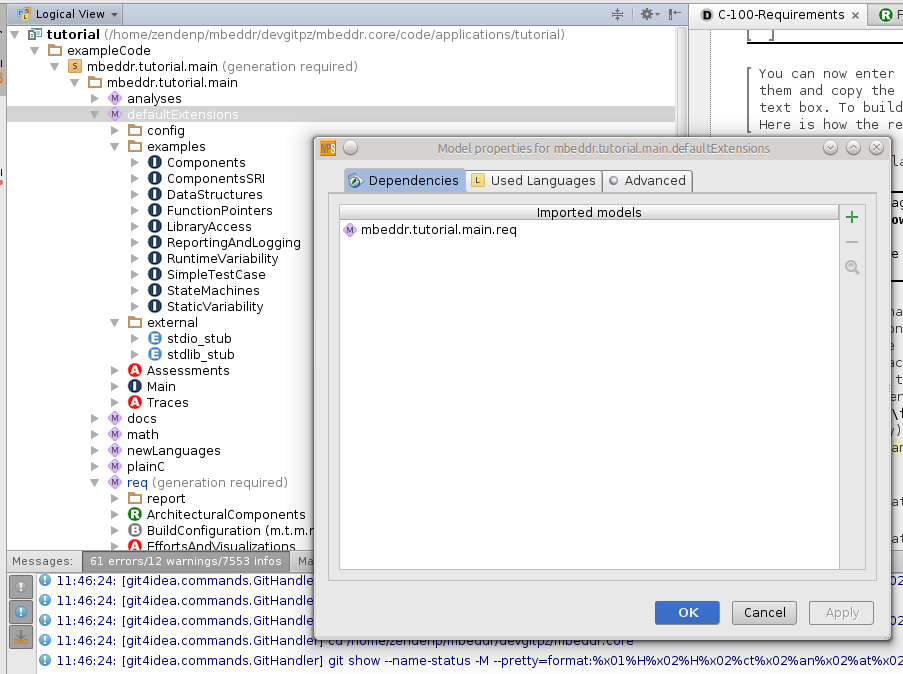 Logical View
C-100-Requirements
tutorial (/home/zendenp/mbeddr/devgitpz/mbeddr.core/code/applications/tutorial)
exampleCode
mbeddr.tutorial.main (generation required)
mbeddr.tutorial.main
analyses
defaultExtensions
config
examples
Components
ComponentsSRI
DataStructures
FunctionPointers
LibraryAccess
ReportingAndLogging
RuntimeVariability
SimpleTestCase
StateMachines
StaticVariability
external
stdio_stub
stdlib_stub
Assessments
Main
Traces
docs
math
newLanguages
plainC
req (generation required)
report
ArchitecturalComponents
BuildConfiguration (m.t.m.r
EffortsAndVisualizations
You can now enter
them and copy the
text box. To build
Here is how the re
Model properties for mbeddr.tutorial.main.defaultExtensions
Dependencies
Used Languages
Advanced
Imported models
mbeddr.tutorial.main.req
OK
Cancel
Apply
Messages:
61 errors/12 warnings/7553 infos
Ma
11:46:24: [git4idea.commands.GitHandle
11:46:24: [git4idea.commands.GitHandle
11:46:24: [git4idea.commands.GitHandle
11:46:24: [git4idea.commands.GitHandler] cd /home/zendenp/mbeddr/devgitpz/mbeddr.core
11:46:24: [git4idea.commands.GitHandler] git show --name-status -M --pretty=format:%x01%H%x02%H%x02%ct%x02%an%x02%at%x02